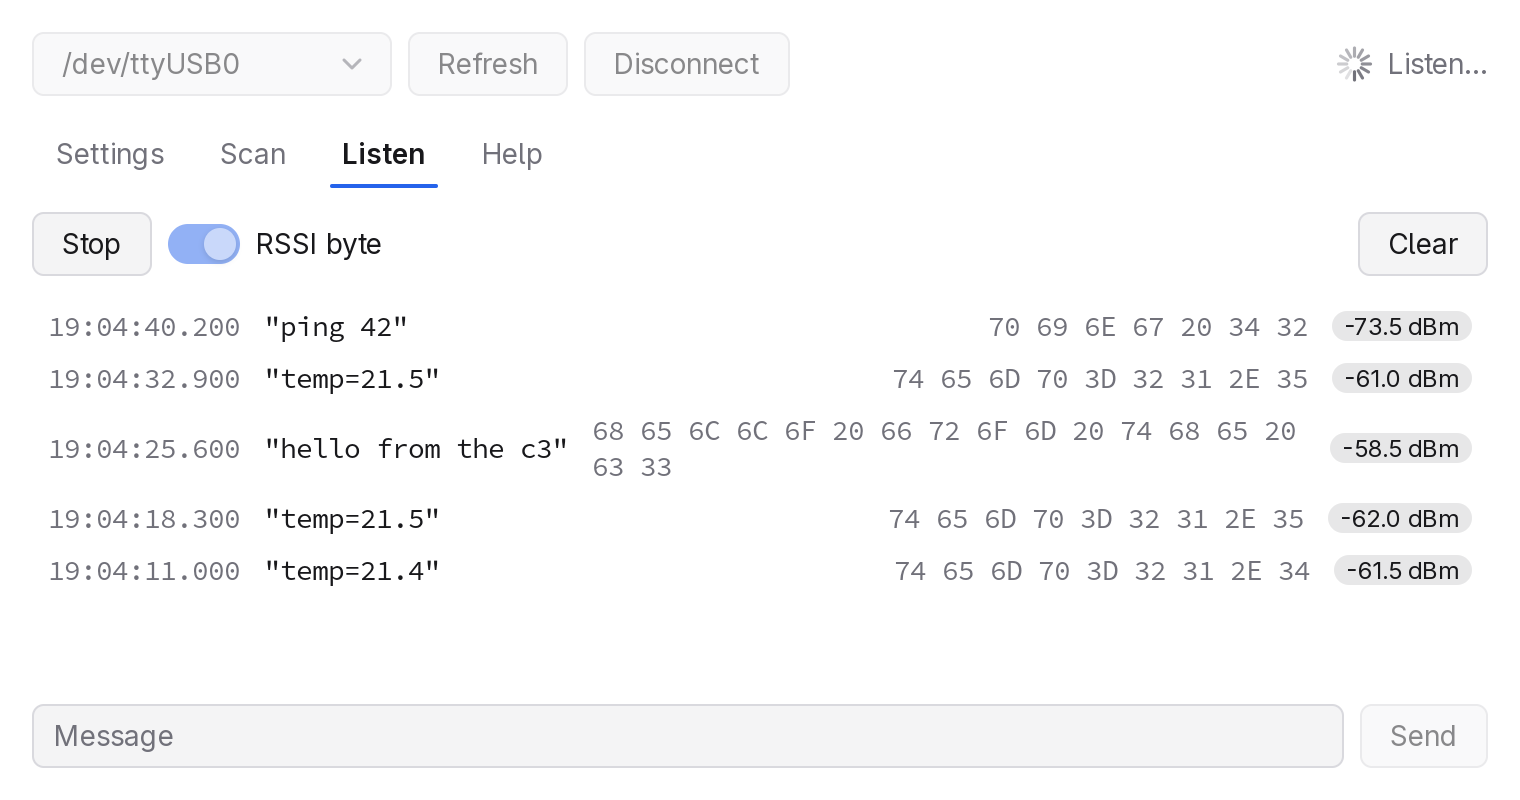 /dev/ttyUSB0 Refresh Disconnect Listen...
Settings Scan Listen Help
Stop RSSI byte Clear
19:04:40.200 "ping 42" 70 69 6E 67 20 34 32 -73.5 dBm
19:04:32.900 "temp=21.5" 74 65 6D 70 3D 32 31 2E 35 -61.0 dBm
19:04:25.600 "hello from the c3" 68 65 6C 6C 6F 20 66 72 6F 6D 20 74 68 65 20 -58.5 dBm
63 33
19:04:18.300 "temp=21.5" 74 65 6D 70 3D 32 31 2E 35 -62.0 dBm
19:04:11.000 "temp=21.4" 74 65 6D 70 3D 32 31 2E 34 -61.5 dBm
Message Send